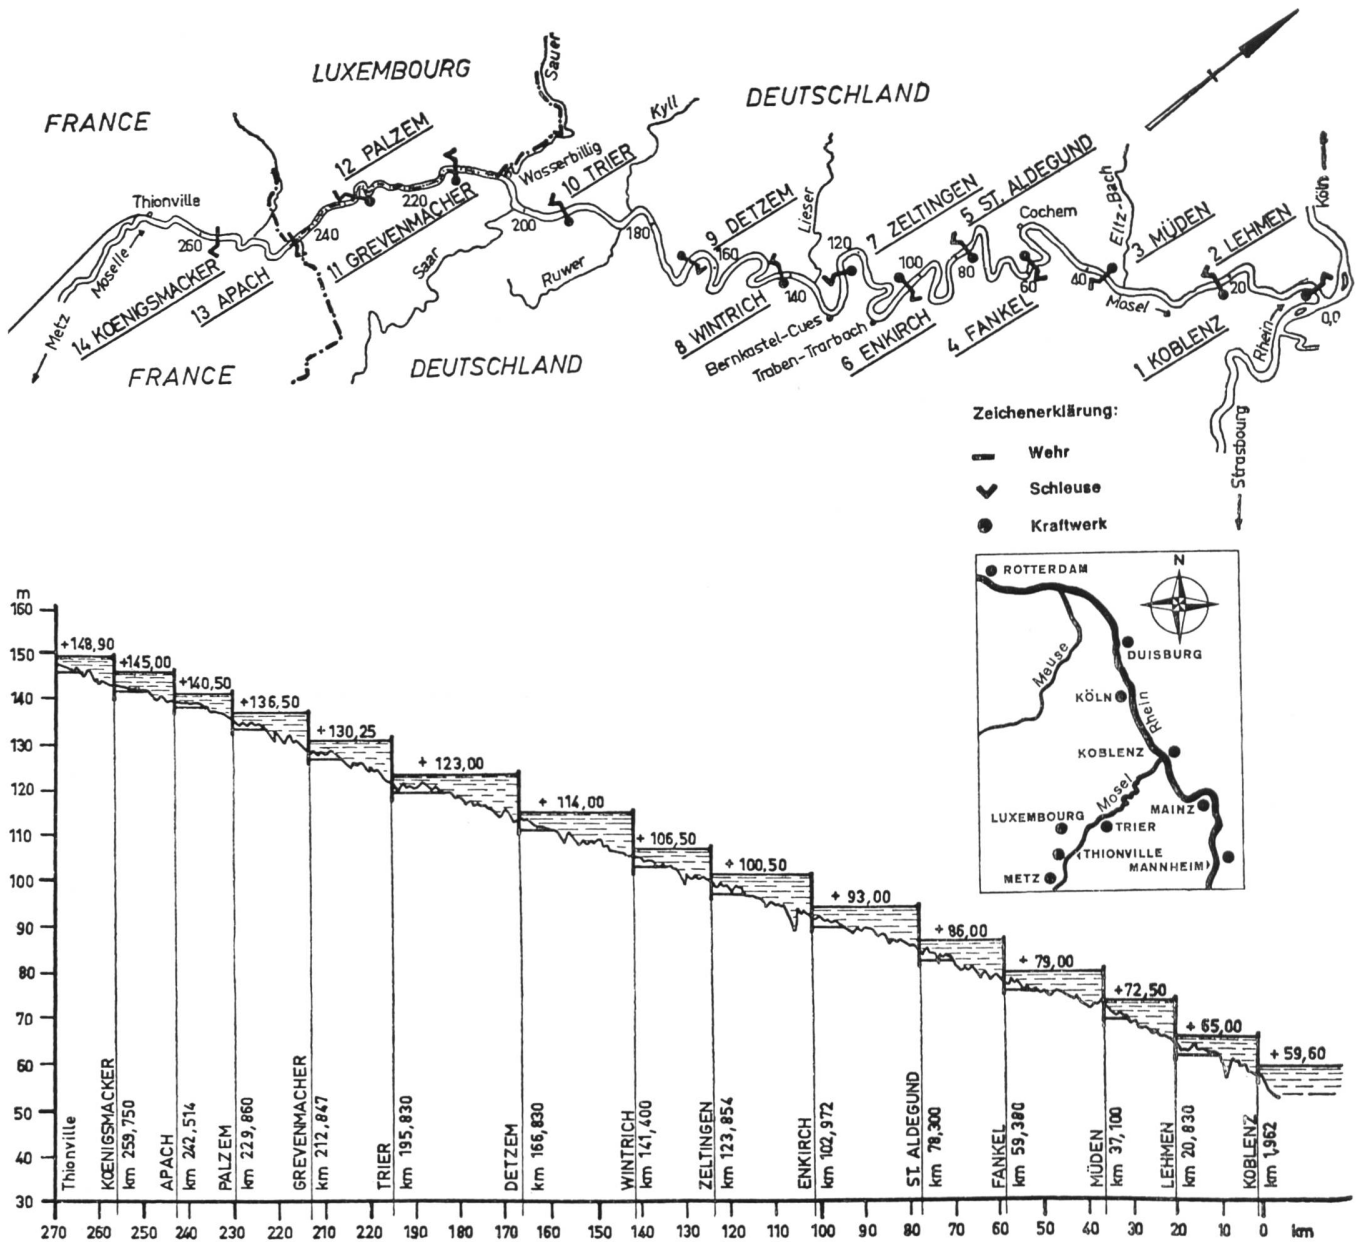 LUXEMBOURG
FRANCE
DEUTSCHLAND
Sauer
Kyll
12 PALZEM
Wasserbillig
10 TRIER
Thionville
260
240
220
200
180
11 GREVENMACHER
Moselle
Metz
14 KOENIGSMACKER
13 APACH
FRANCE
Saar
Ruwer
DEUTSCHLAND
9 DETZEM
160
Lieser
120
7 ZELTINGEN
5 ST. ALDEGUND
100
80
Cochem
Eltz-Bach
3 MÜDEN
2 LEHMEN
Köln
140
60
40
20
0,0
8 WINTRICH
Bernkastel-Cues
Traben-Trarbach
6 ENKIRCH
4 FANKEL
Mosel
1 KOBLENZ
Rhein
Strasbourg
Zeichenerklärung:
Wehr
Schleuse
Kraftwerk
ROTTERDAM
N
Meuse
DUISBURG
KÖLN
Rhein
KOBLENZ
Mosel
MAINZ
LUXEMBOURG
TRIER
THIONVILLE
MANNHEIM
METZ
m
160
150
140
130
120
110
100
90
80
70
60
50
40
30
+148,90
+145,00
+140,50
+136,50
+130,25
+ 123,00
+ 114,00
+ 106,50
+ 100,50
+ 93,00
+ 86,00
+ 79,00
+72,50
+ 65,00
+ 59,60
Thionville
KŒNIGSMACKER
km 259,750
APACH
km 242,514
PALZEM
km 229,860
GREVENMACHER
km 212,847
TRIER
km 195,830
DETZEM
km 166,830
WINTRICH
km 141,400
ZELTINGEN
km 123,854
ENKIRCH
km 102,972
ST. ALDEGUND
km 78,300
FANKEL
km 59,380
MÜDEN
km 37,100
LEHMEN
km 20,830
KOBLENZ
km 1,962
270 260 250 240 230 220 210 200 190 180 170 160 150 140 130 120 110 100 90 80 70 60 50 40 30 20 10 0 km